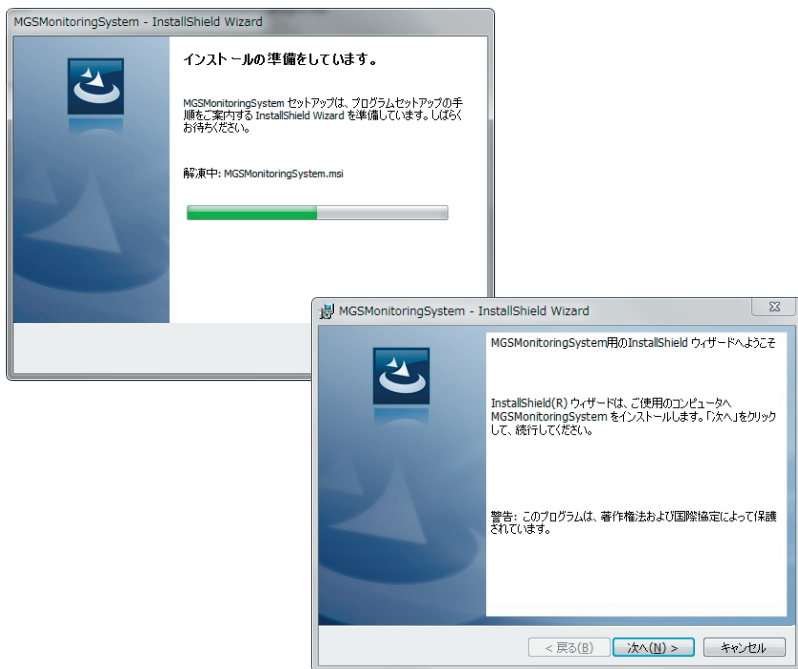 MGSMonitoringSystem - InstallShield Wizard
インストールの準備をしています。
MGSMonitoringSystem セットアップは、プログラムセットアップの手
順をご案内する InstallShield Wizard を準備しています。しばらく
お待ちください。
解凍中: MGSMonitoringSystem.msi
MGSMonitoringSystem - InstallShield Wizard
MGSMonitoringSystem用のInstallShield ウィザードへようこそ
InstallShield(R) ウィザードは、ご使用のコンピュータへ
MGSMonitoringSystem をインストールします。「次へ」をクリック
して、続行してください。
警告: このプログラムは、著作権法および国際協定によって保護
されています。
< 戻る(B)
次へ(N) >
キャンセル